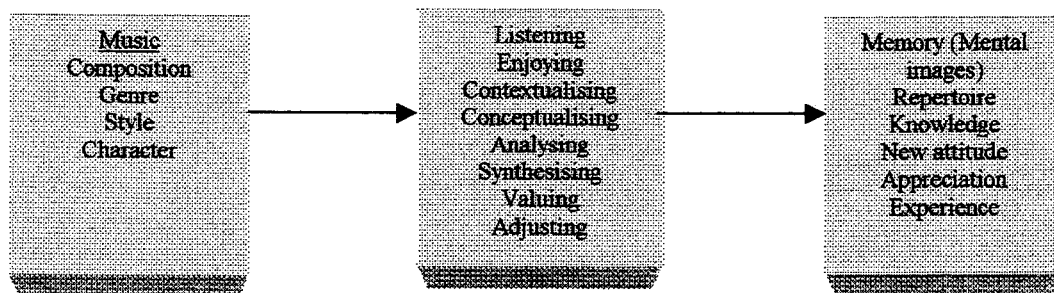 Music
Composition
Genre
Style
Character
Listening
Enjoying
Contextualising
Conceptualising
Analysing
Synthesising
Valuing
Adjusting
Memory (Mental
images)
Repertoire
Knowledge
New attitude
Appreciation
Experience